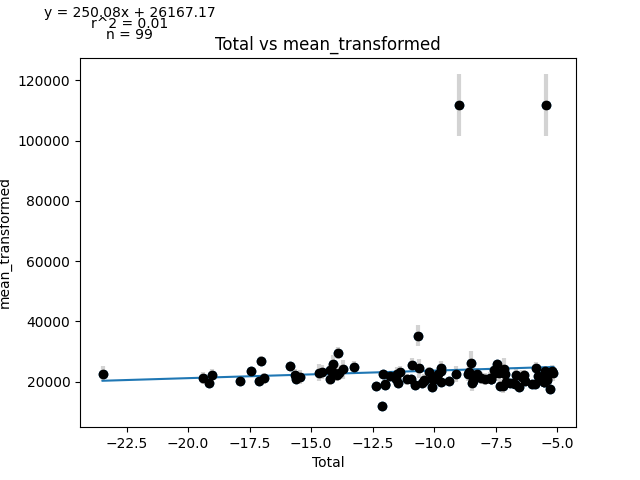 y = 250.08x + 26167.17
r^2 = 0.01
n = 99
Total vs mean_transformed
120000
100000
80000
60000
40000
20000
mean_transformed
−22.5 −20.0 −17.5 −15.0 −12.5 −10.0 −7.5 −5.0
Total